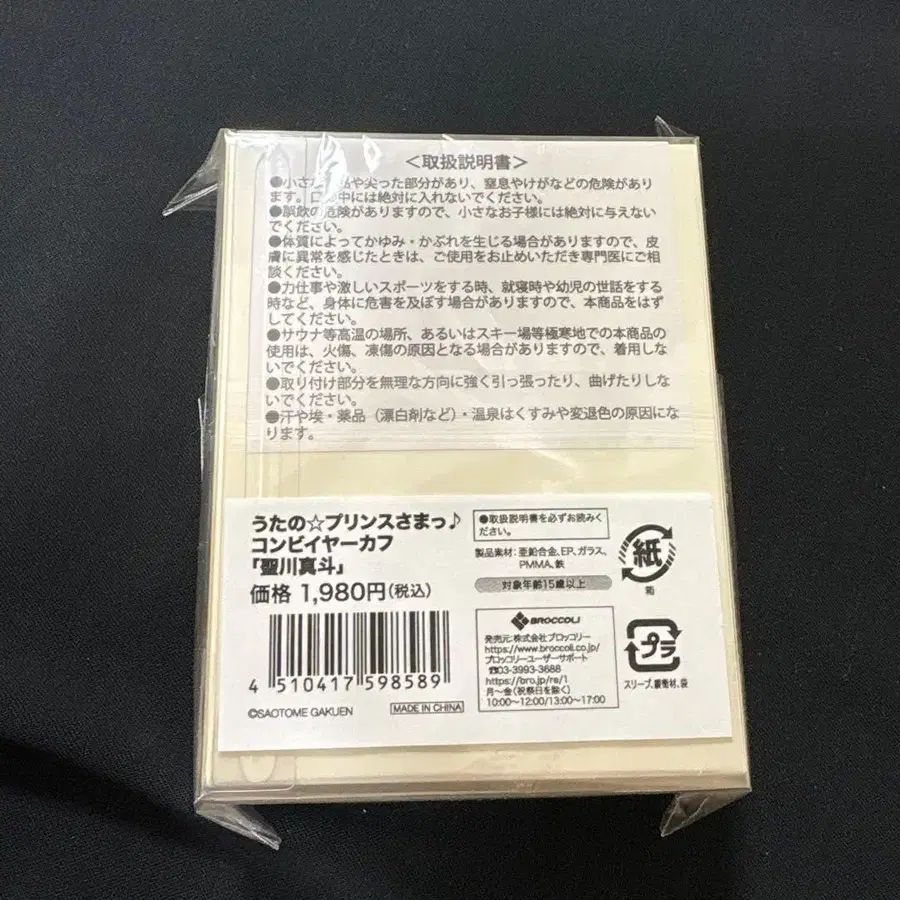 ＜取扱説明書＞
●小さな部品や尖った部分があり、窒息やけがなどの危険があり
ます。口の中には絶対に入れないでください。
●誤飲の危険がありますので、小さなお子様には絶対に与えない
でください。
●体質によってかゆみ・かぶれを生じる場合がありますので、皮
膚に異常を感じたときは、ご使用をお止めいただき専門医にご相
談ください。
●力仕事や激しいスポーツをする時、就寝時や幼児の世話をする
時など、身体に危害を及ぼす場合がありますので、本商品をはず
してください。
●サウナ等高温の場所、あるいはスキー場等極寒地での本商品の
使用は、火傷、凍傷の原因となる場合がありますので、着用しな
いでください。
●取り付け部分を無理な方向に強く引っ張ったり、曲げたりしな
いでください。
●汗や埃・薬品（漂白剤など）・温泉はくすみや変退色の原因にな
ります。
うたの☆プリンスさまっ♪
コンビイヤーカフ
「聖川真斗」
価格 1,980円(税込)
4 510417 598589
©SAOTOME GAKUEN
MADE IN CHINA
●取扱説明書を必ずお読みく
ださい。
製品素材：亜鉛合金、EP、ガラス、
PMMA、鉄
対象年齢15歳以上
BROCCOLI
発売元：株式会社ブロッコリー
https://www.broccoli.co.jp/
ブロッコリーユーザーサポート
☎03-3993-3688
https://bro.jp/re/1
月〜金(祝祭日を除く)
10:00〜12:00/13:00〜17:00
紙
箱
プラ
スリーブ、緩衝材、袋